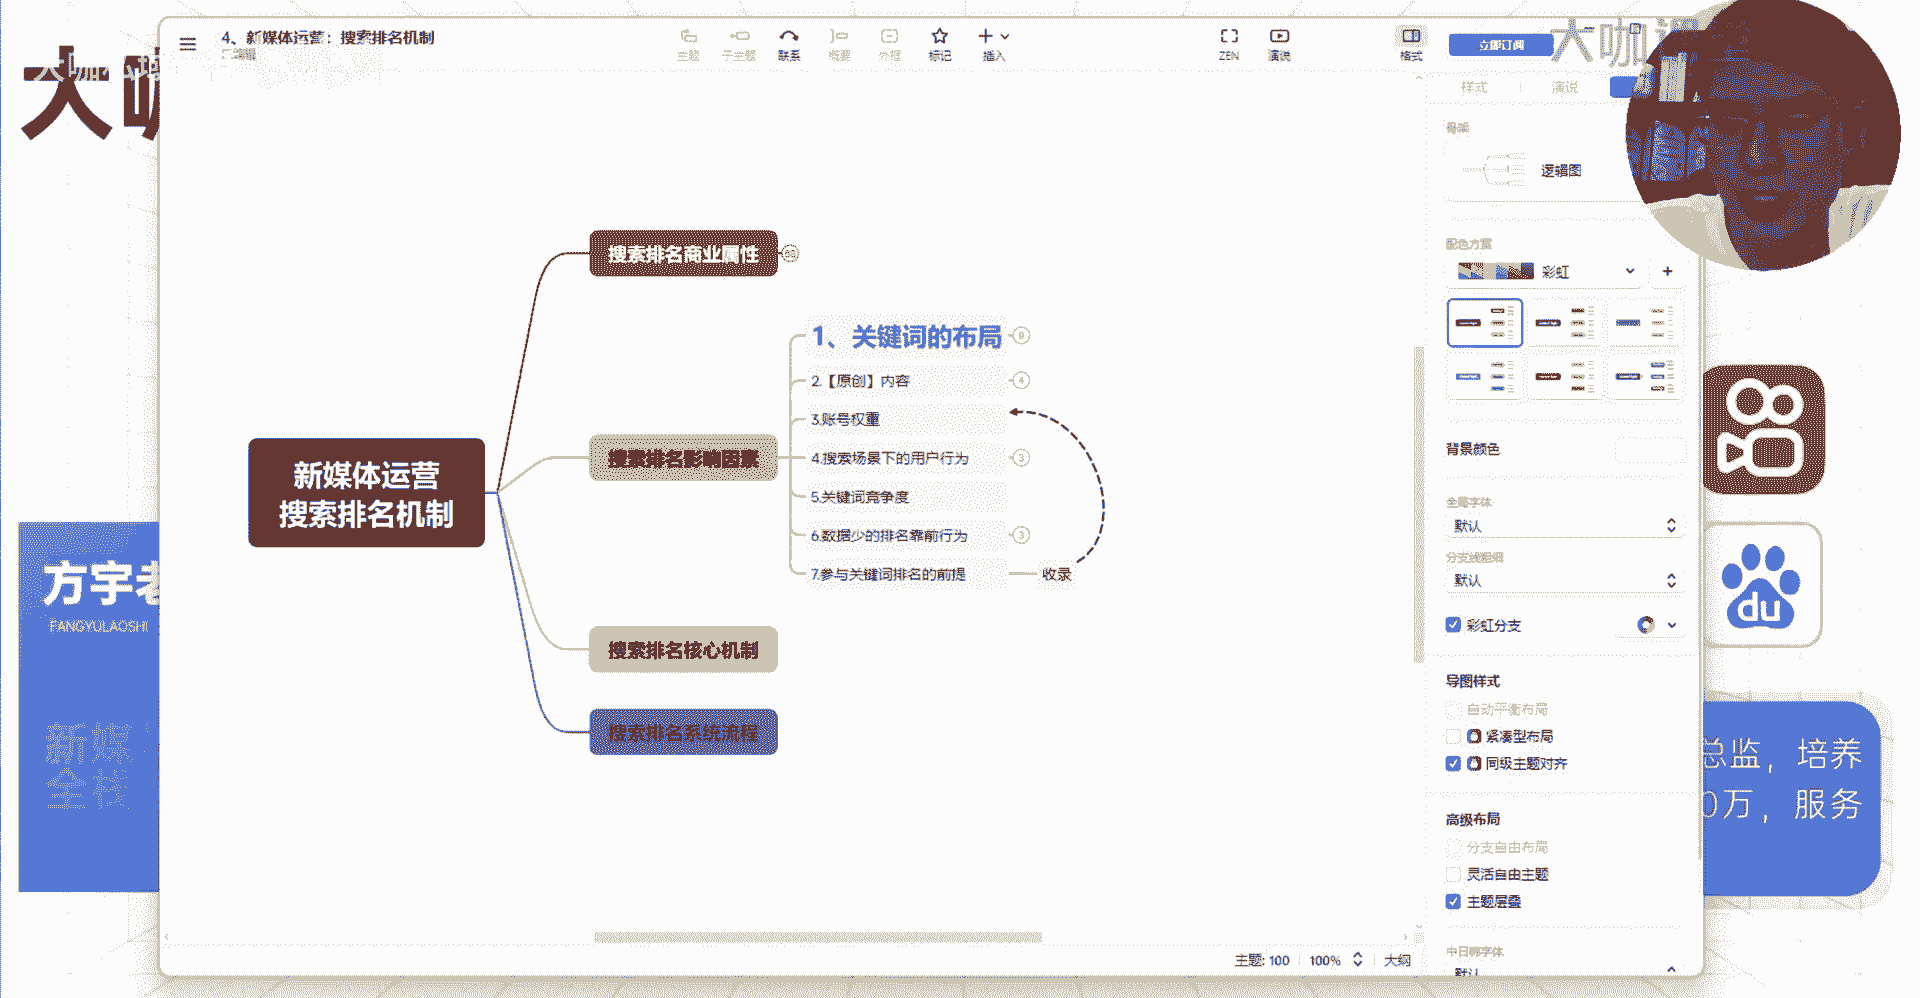 4、新媒体运营：搜索排名机制
已编辑
主题
子主题
联系
概要
外框
标记
插入
ZEN
演说
格式
立即订阅
大咖课
大咖
样式
演说
骨架
逻辑图
配色方案
彩虹
背景颜色
全局字体
默认
分支线粗细
默认
彩虹分支
导图样式
自动平衡布局
紧凑型布局
同级主题对齐
高级布局
分支自由布局
灵活自由主题
主题层叠
中日韩字体
默认
新媒体运营
搜索排名机制
搜索排名商业属性
搜索排名影响因素
1、关键词的布局
8
2.【原创】内容
4
3.账号权重
4.搜索场景下的用户行为
3
5.关键词竞争度
6.数据少的排名靠前行为
3
7.参与关键词排名的前提
收录
搜索排名核心机制
搜索排名系统流程
主题: 100
100%
大纲
方宇老
FANGYULAOSHI
新媒
全栈
du
总监，培养
0万，服务